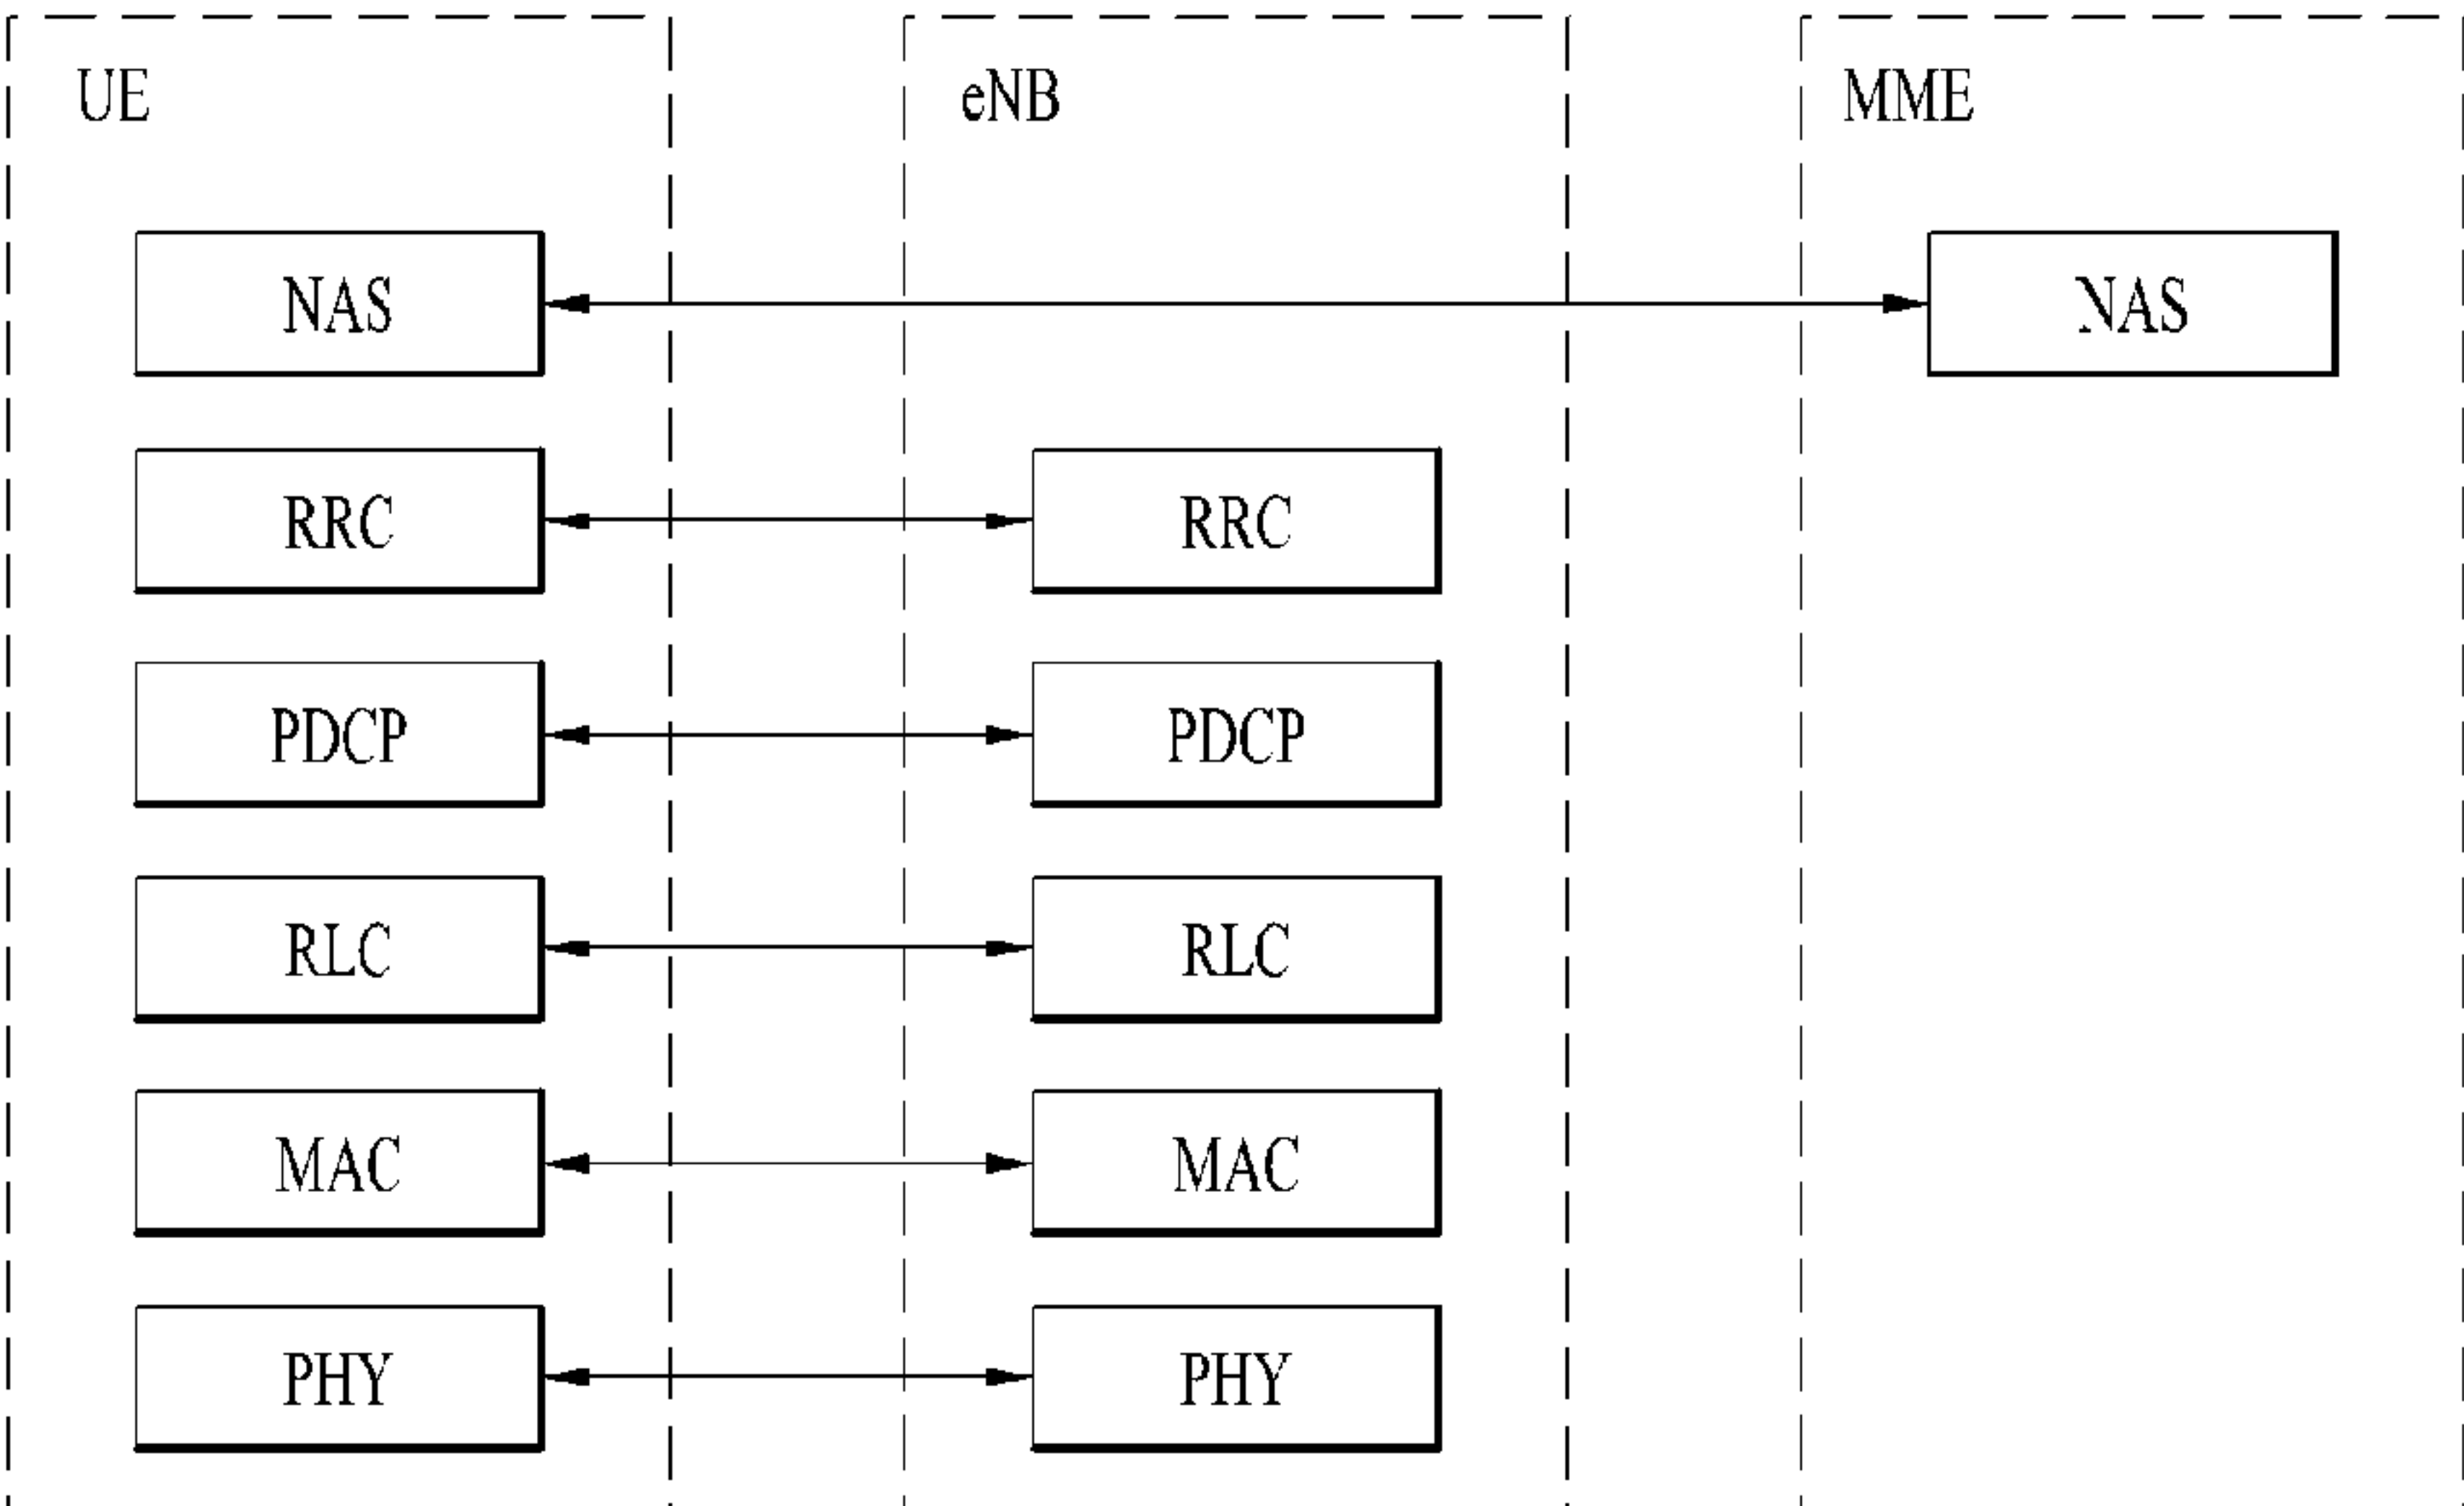 UE eNB MME
NAS NAS
RRC RRC
PDCP PDCP
RLC RLC
MAC MAC
PHY PHY